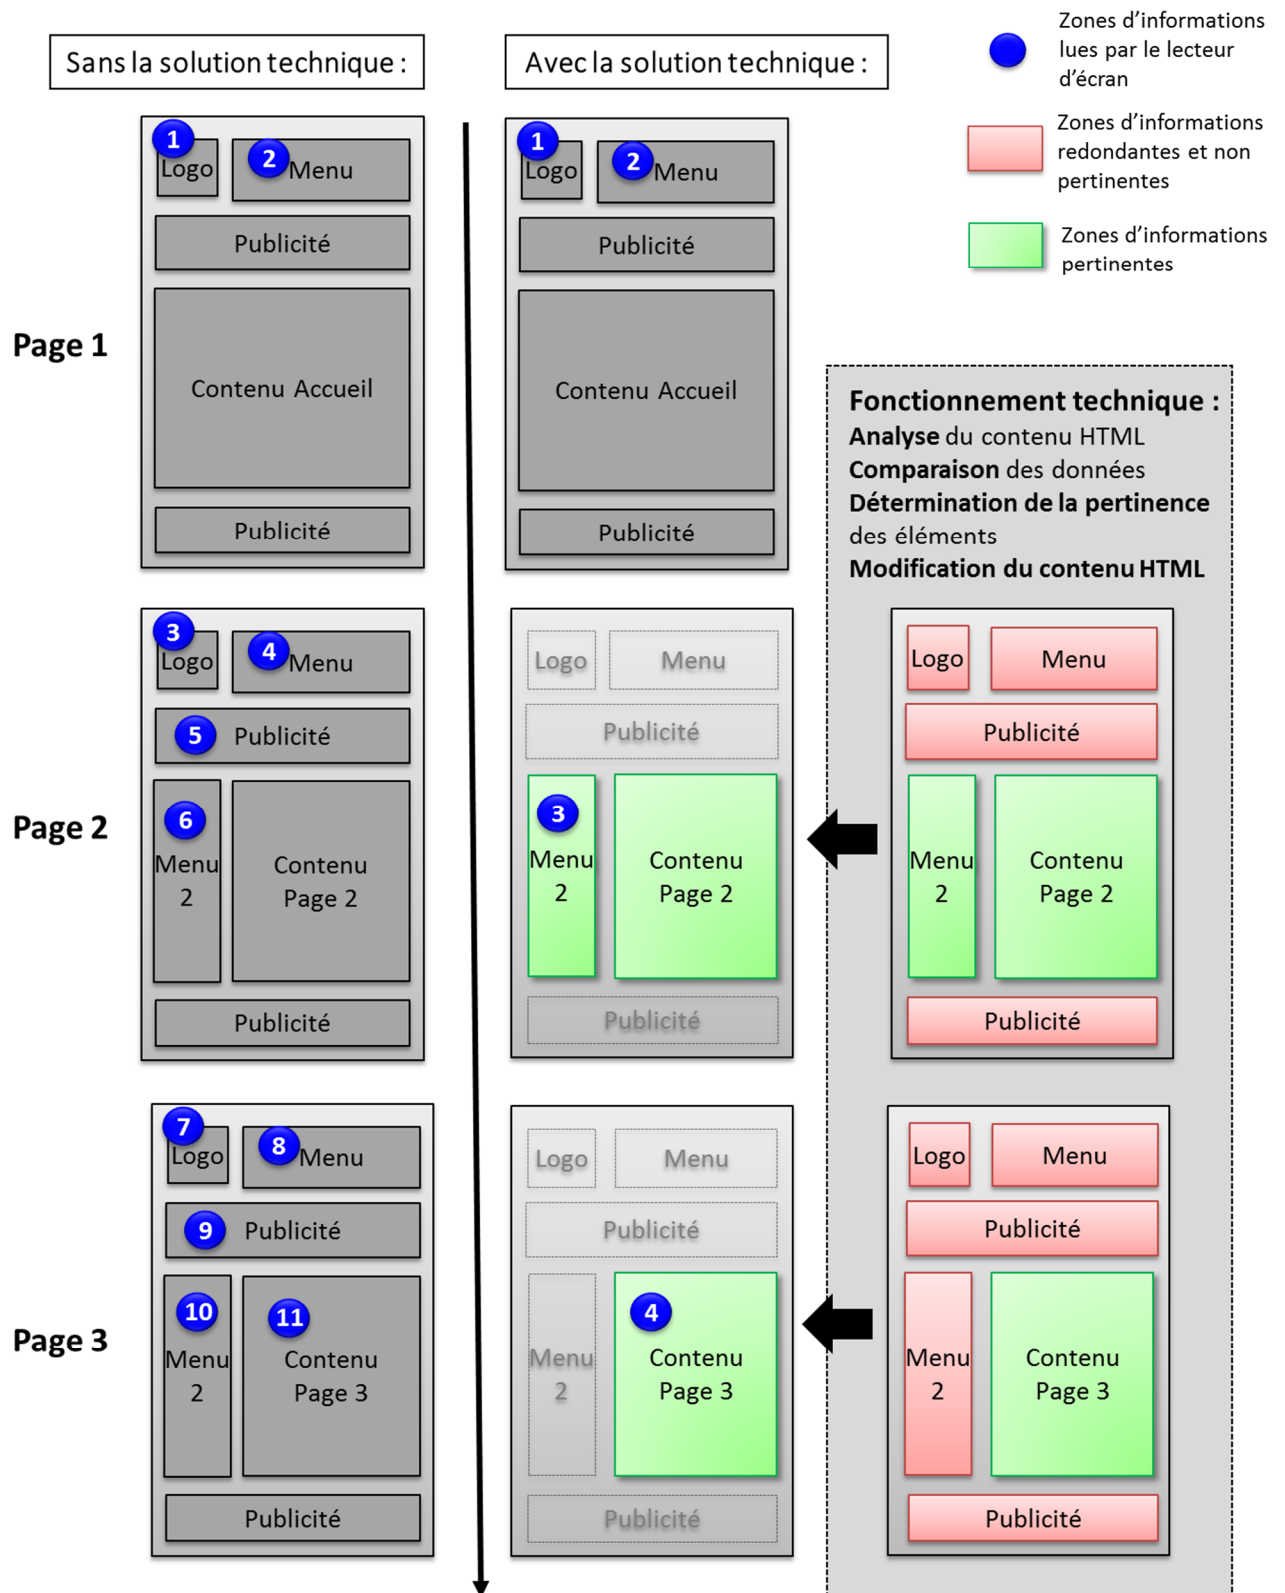 Sans la solution technique :
Avec la solution technique :
Zones d’informations
lues par le lecteur
d’écran
Zones d’informations
redondantes et non
pertinentes
Zones d’informations
pertinentes
Page 1
1
Logo
2
Menu
Publicité
Contenu Accueil
Publicité
1
Logo
2
Menu
Publicité
Contenu Accueil
Publicité
Fonctionnement technique :
Analyse du contenu HTML
Comparaison des données
Détermination de la pertinence
des éléments
Modification du contenu HTML
Page 2
3
Logo
4
Menu
5
Publicité
6
Menu
2
Contenu
Page 2
Publicité
Logo
Menu
Publicité
3
Menu
2
Contenu
Page 2
Publicité
Logo
Menu
Publicité
Menu
2
Contenu
Page 2
Publicité
Page 3
7
Logo
8
Menu
9
Publicité
10
Menu
2
11
Contenu
Page 3
Publicité
Logo
Menu
Publicité
Menu
2
4
Contenu
Page 3
Publicité
Logo
Menu
Publicité
Menu
2
Contenu
Page 3
Publicité